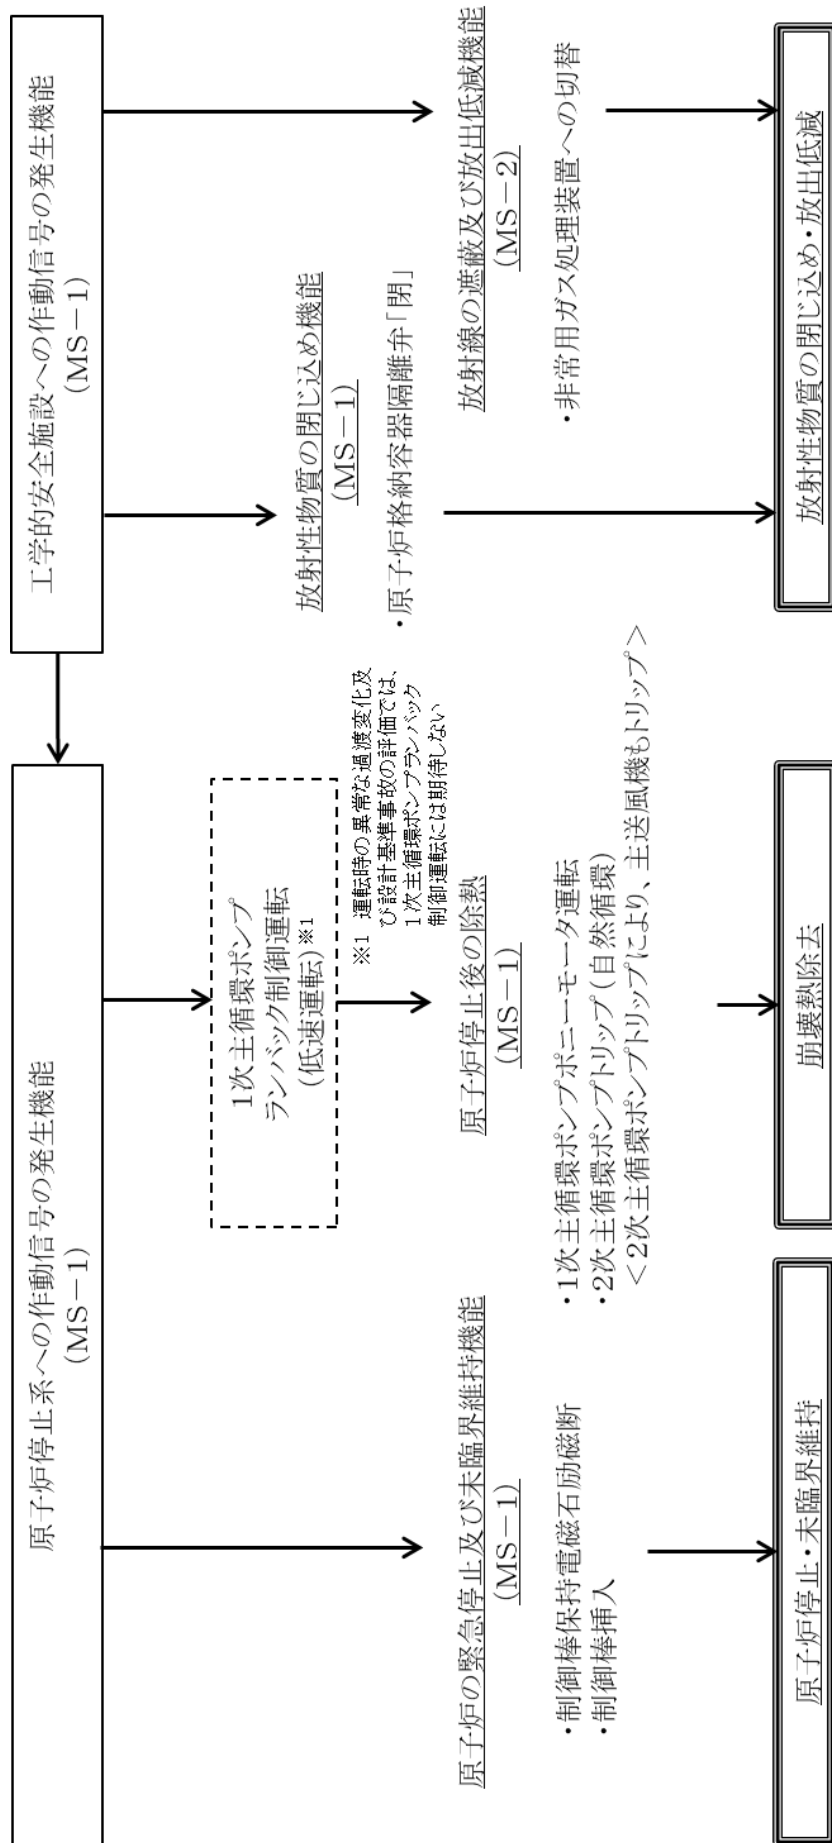 原子炉停止系への作動信号の発生機能
(MS-1)
工学的安全施設への作動信号の発生機能
(MS-1)
1次主循環ポンプ
ランバック制御運転
(低速運転)※1
※1 運転時の異常な過渡変化及
び設計基準事故の評価では、
1次主循環ポンプランバック
制御運転には期待しない
原子炉の緊急停止及び未臨界維持機能
(MS-1)
・制御棒保持電磁石励磁断
・制御棒挿入
原子炉停止後の除熱
(MS-1)
・1次主循環ポンプポニーモータ運転
・2次主循環ポンプトリップ(自然循環)
<2次主循環ポンプトリップにより、主送風機もトリップ>
放射性物質の閉じ込め機能
(MS-1)
・原子炉格納容器隔離弁「閉」
放射線の遮蔽及び放出低減機能
(MS-2)
・非常用ガス処理装置への切替
原子炉停止・未臨界維持
崩壊熱除去
放射性物質の閉じ込め・放出低減